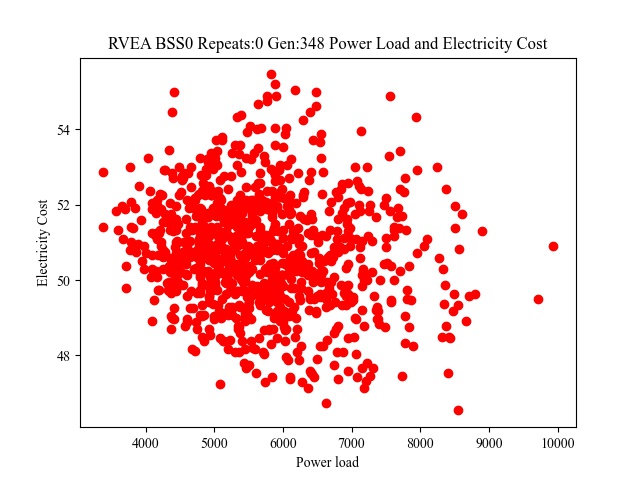 RVEA BSS0 Repeats:0 Gen:348 Power Load and Electricity Cost
54
52
50
48
Electricity Cost
4000 5000 6000 7000 8000 9000 10000
Power load